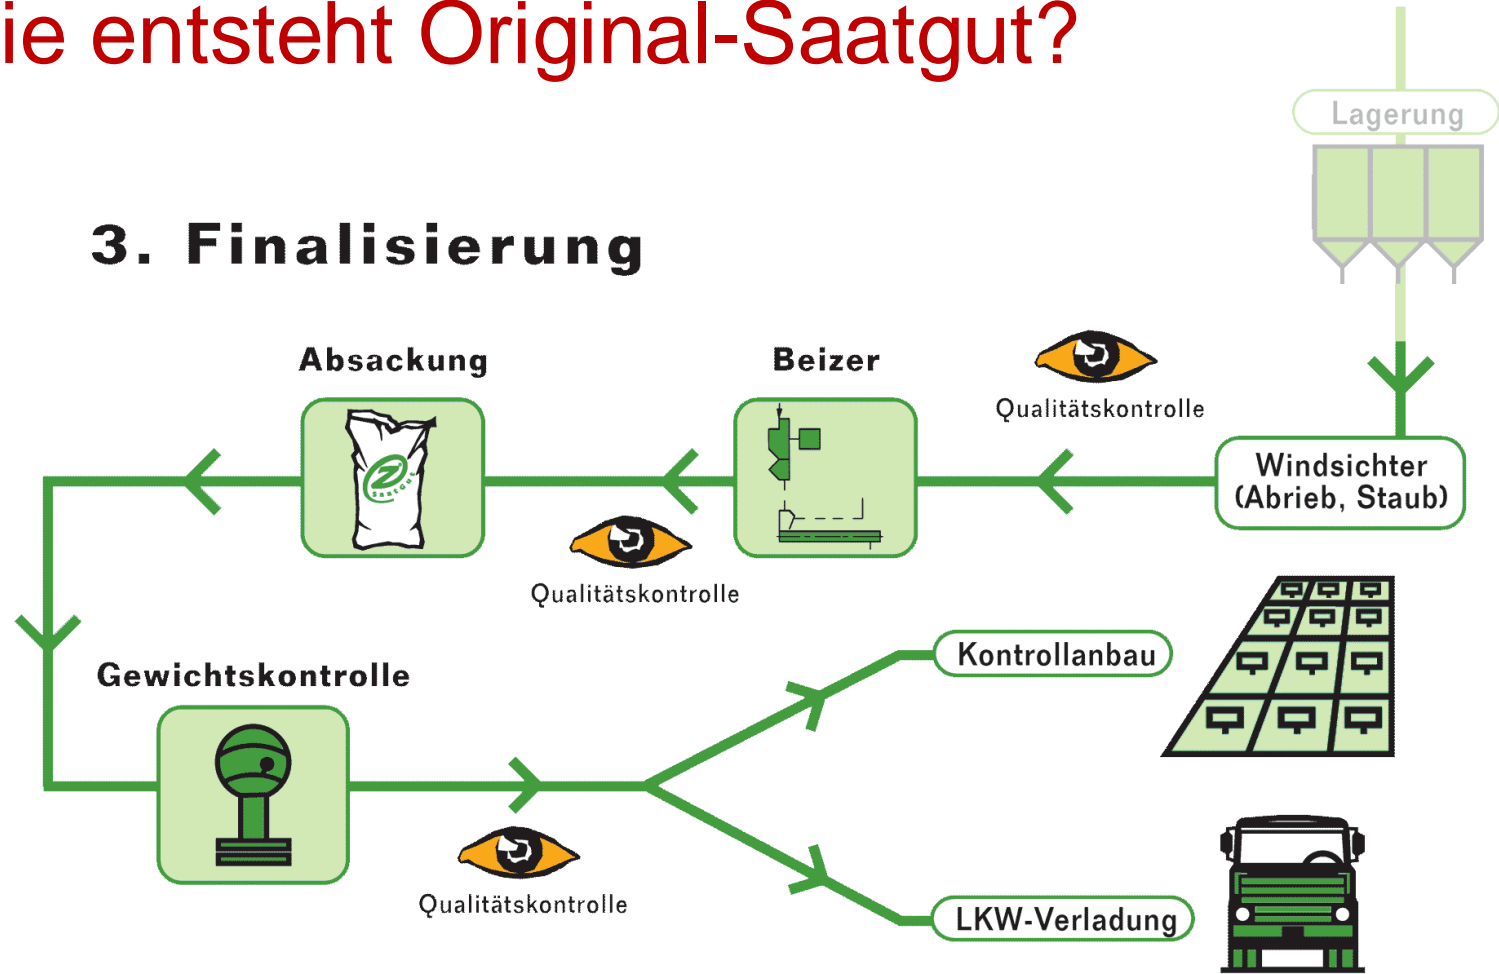 ie entsteht Original-Saatgut?
Lagerung
3. Finalisierung
Absackung
Beizer
Qualitätskontrolle
Windsichter
(Abrieb, Staub)
Z
Saatgut
Qualitätskontrolle
Kontrollanbau
Gewichtskontrolle
Qualitätskontrolle
LKW-Verladung